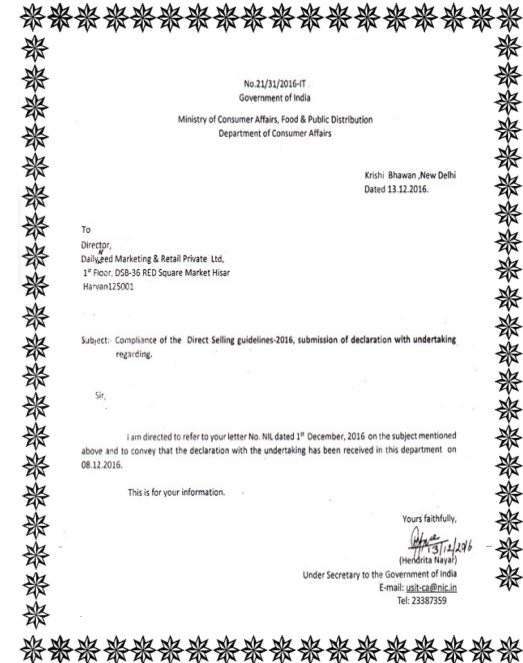 No.21/31/2016-IT
Government of India
Ministry of Consumer Affairs, Food & Public Distribution
Department of Consumer Affairs
Krishi Bhawan ,New Delhi
Dated 13.12.2016.
To
Director,
N
Daily eed Marketing & Retail Private Ltd,
1st Floor, DSB-36 RED Square Market Hisar
Haryan125001
Subject:- Compliance of the Direct Selling guidelines-2016, submission of declaration with undertaking
regarding.
Sir,
I am directed to refer to your letter No. NIL dated 1st December, 2016 on the subject mentioned
above and to convey that the declaration with the undertaking has been received in this department on
08.12.2016.
This is for your information.
Yours faithfully,
13/12/2016
(Hendrita Nayar)
Under Secretary to the Government of India
E-mail: usit-ca@nic.in
Tel: 23387359